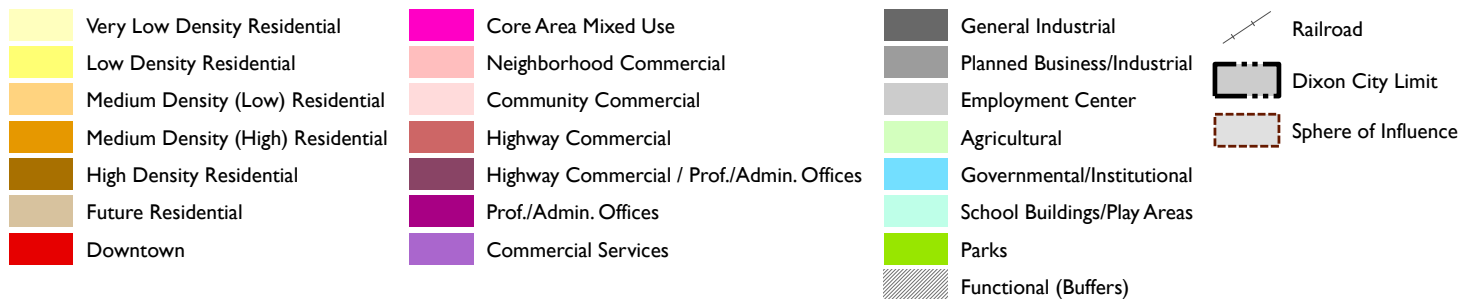 Very Low Density Residential
Low Density Residential
Medium Density (Low) Residential
Medium Density (High) Residential
High Density Residential
Future Residential
Downtown
Core Area Mixed Use
Neighborhood Commercial
Community Commercial
Highway Commercial
Highway Commercial / Prof./Admin. Offices
Prof./Admin. Offices
Commercial Services
General Industrial
Planned Business/Industrial
Employment Center
Agricultural
Governmental/Institutional
School Buildings/Play Areas
Parks
Functional (Buffers)
Railroad
Dixon City Limit
Sphere of Influence